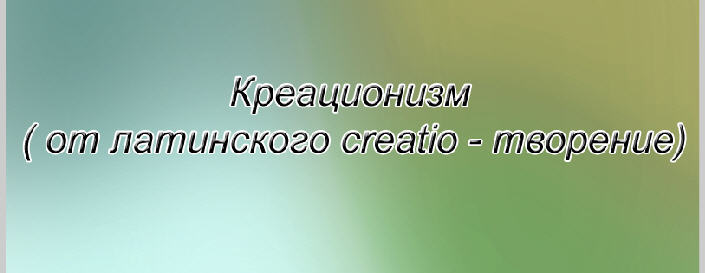 Креационизм
( от латинского creatio - творение)